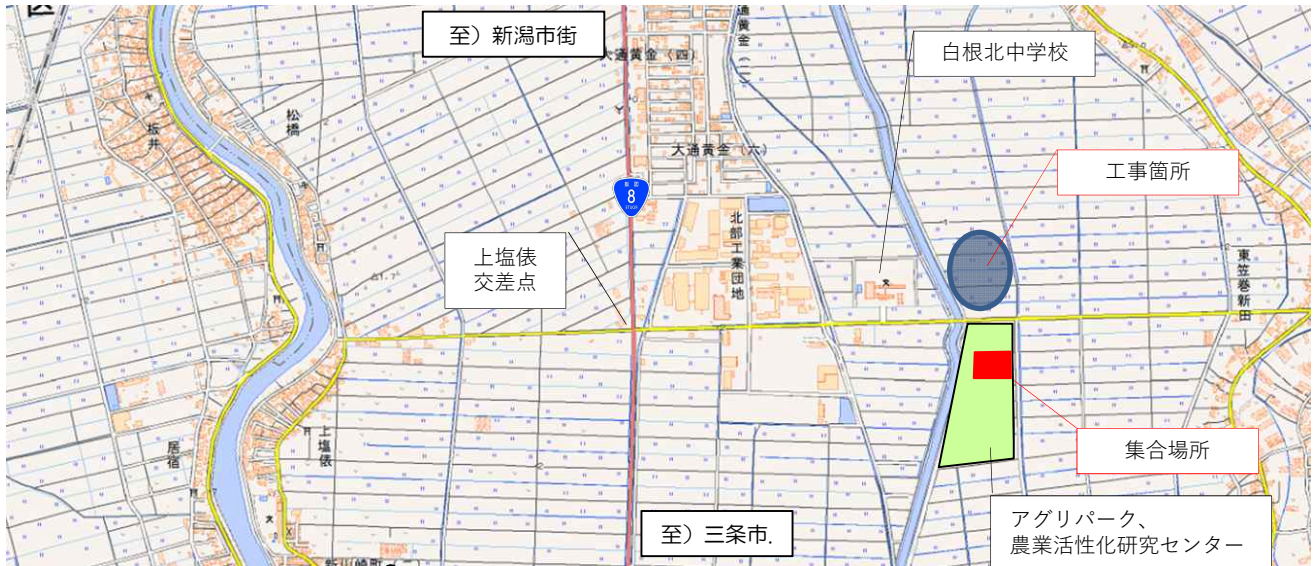 至）新潟市街
大通黄金（四）
白根北中学校
松橋
板井
大通黄金（六）
工事箇所
8
北部工業団地
上塩俵
交差点
東笠巻新田
上塩俵
居宿
集合場所
至）三条市.
アグリパーク、
農業活性化研究センター